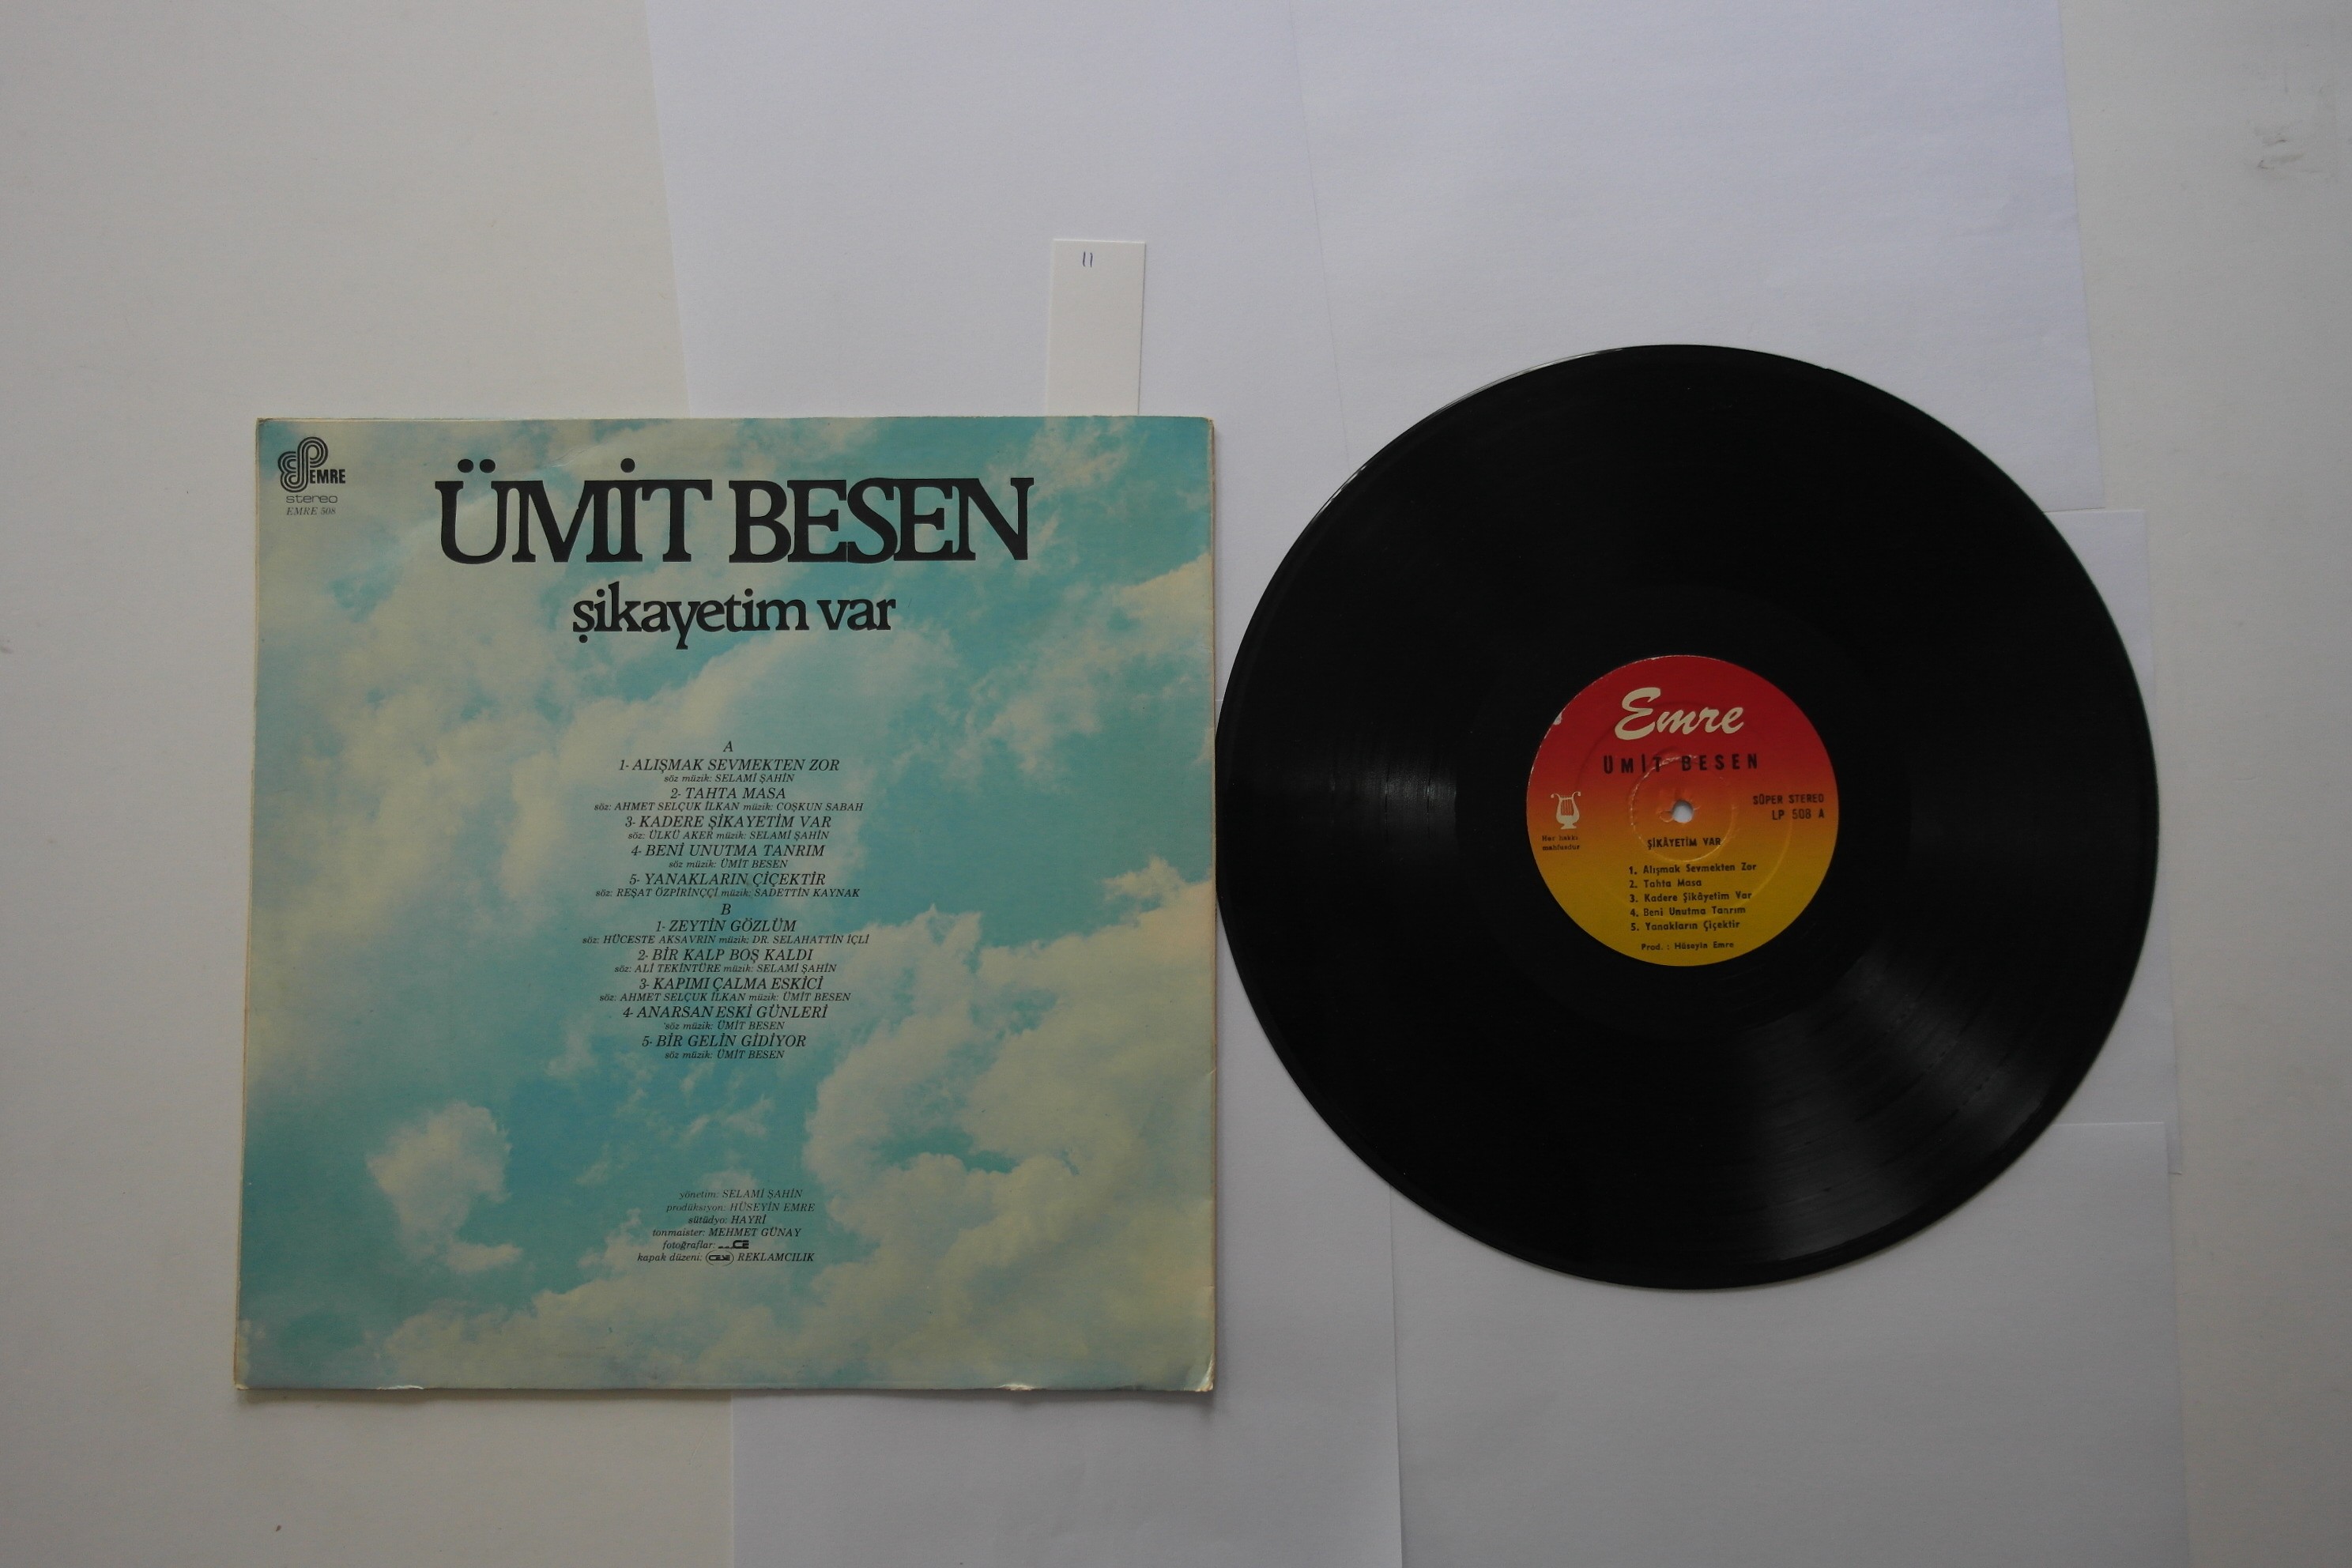 11
EMRE
stereo
EMRE 508
ÜMİT BESEN
şikayetim var
A
1- ALIŞMAK SEVMEKTEN ZOR
söz müzik: SELAMİ ŞAHİN
2- TAHTA MASA
söz: AHMET SELÇUK İLKAN müzik: COŞKUN SABAH
3- KADERE ŞİKAYETİM VAR
söz: ÜLKÜ AKER müzik: SELAMİ ŞAHİN
4- BENİ UNUTMA TANRIM
söz müzik: ÜMİT BESEN
5- YANAKLARIN ÇİÇEKTİR
söz: REŞAT ÖZPİRİNÇÇİ müzik: SADETTİN KAYNAK
B
1- ZEYTİN GÖZLÜM
söz: HÜCESTE AKSAVRIN müzik: DR. SELAHATTİN İÇLİ
2- BİR KALP BOŞ KALDI
söz: ALİ TEKİNTÜRE müzik: SELAMİ ŞAHİN
3- KAPIMI ÇALMA ESKİCİ
söz: AHMET SELÇUK İLKAN müzik: ÜMİT BESEN
4- ANARSAN ESKİ GÜNLERİ
söz müzik: ÜMİT BESEN
5- BİR GELİN GİDİYOR
söz müzik: ÜMİT BESEN
yönetim: SELAMİ ŞAHİN
prodüksiyon: HÜSEYİN EMRE
sütüdyo: HAYRİ
tonmaister: MEHMET GÜNAY
fotoğraflar:
kapak düzeni: REKLAMCILIK
Emre
ÜMİT BESEN
SÜPER STEREO
LP 508 A
Her hakkı
mahfuzdur
ŞİKÂYETİM VAR
1. Alışmak Sevmekten Zor
2. Tahta Masa
3. Kadere Şikâyetim Var
4. Beni Unutma Tanrım
5. Yanakların Çiçektir
Prod. : Hüseyin Emre